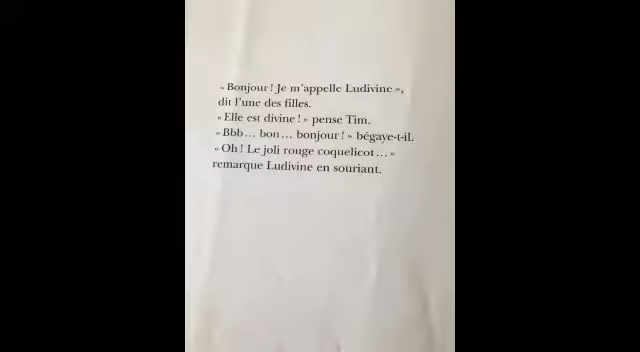 « Bonjour ! Je m'appelle Ludivine »,
dit l'une des filles.
« Elle est divine ! » pense Tim.
« Bbb… bon… bonjour ! » bégaye-t-il.
« Oh ! Le joli rouge coquelicot… »
remarque Ludivine en souriant.